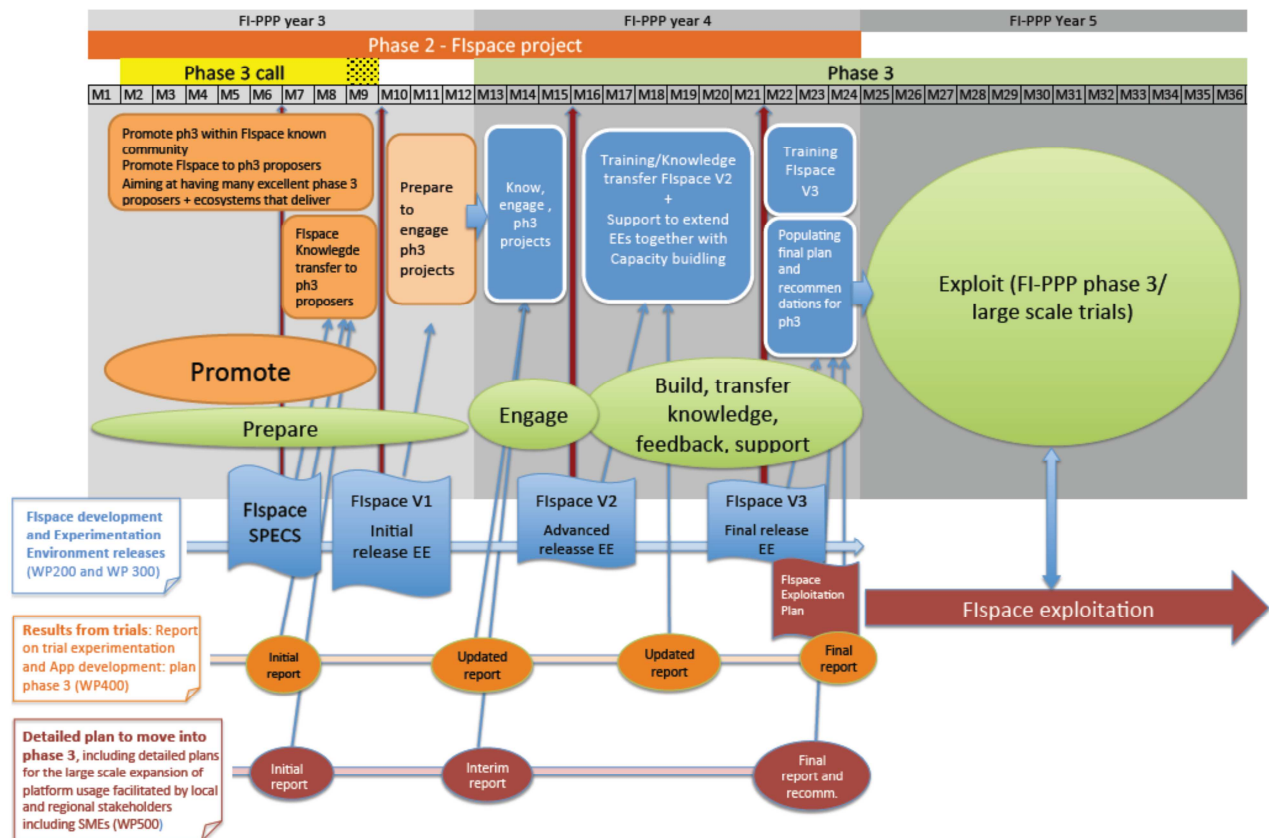 FI-PPP year 3
FI-PPP year 4
FI-PPP Year 5
Phase 2 - FIspace project
Phase 3 call
Phase 3
M1 M2 M3 M4 M5 M6 M7 M8 M9 M10 M11 M12 M13 M14 M15 M16 M17 M18 M19 M20 M21 M22 M23 M24 M25 M26 M27 M28 M29 M30 M31 M32 M33 M34 M35 M36
Promote ph3 within FIspace known
community
Promote FIspace to ph3 proposers
Aiming at having many excellent phase 3
proposers + ecosystems that deliver
FIspace
Knowlegde
transfer to
ph3
proposers
Prepare
to
engage
ph3
projects
Know,
engage ,
ph3
projects
Training/Knowledge
transfer FIspace V2
+
Support to extend
EEs together with
Capacity buidling
Training
FIspace
V3
Populating
final plan
and
recommen
dations for
ph3
Exploit (FI-PPP phase 3/
large scale trials)
Promote
Prepare
Engage
Build, transfer
knowledge,
feedback, support
FIspace development
and Experimentation
Environment releases
(WP200 and WP 300)
FIspace
SPECS
FIspace V1
Initial
release EE
FIspace V2
Advanced
releasse EE
FIspace V3
Final release
EE
FIspace
Exploitation
Plan
FIspace exploitation
Results from trials: Report
on trial experimentation
and App development: plan
phase 3 (WP400)
Initial
report
Updated
report
Updated
report
Final
report
Detailed plan to move into
phase 3, including detailed plans
for the large scale expansion of
platform usage facilitated by local
and regional stakeholders
including SMEs (WP500)
Initial
report
Interim
report
Final
report and
recomm.